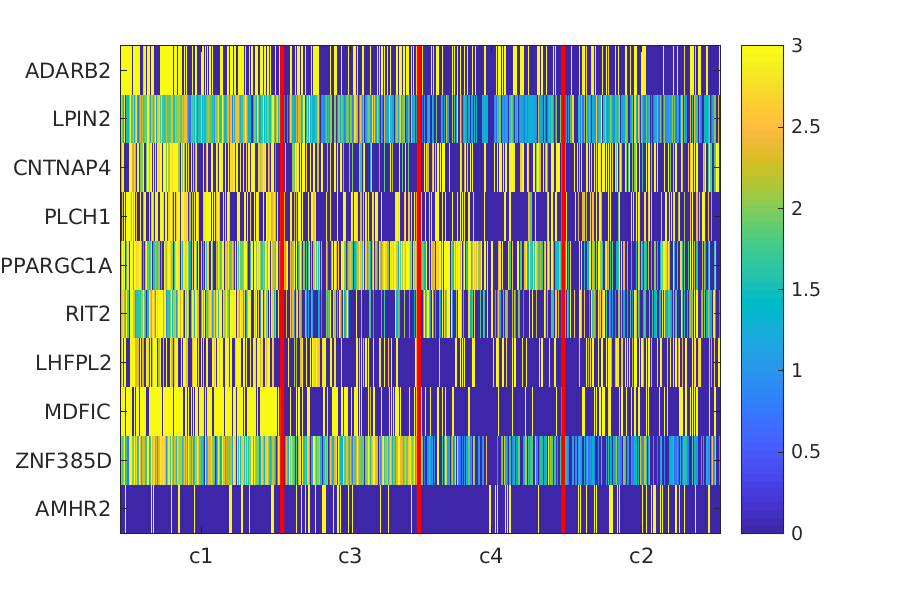 ADARB2
LPIN2
CNTNAP4
PLCH1
PPARGC1A
RIT2
LHFPL2
MDFIC
ZNF385D
AMHR2
c1 c3 c4 c2
3
2.5
2
1.5
1
0.5
0